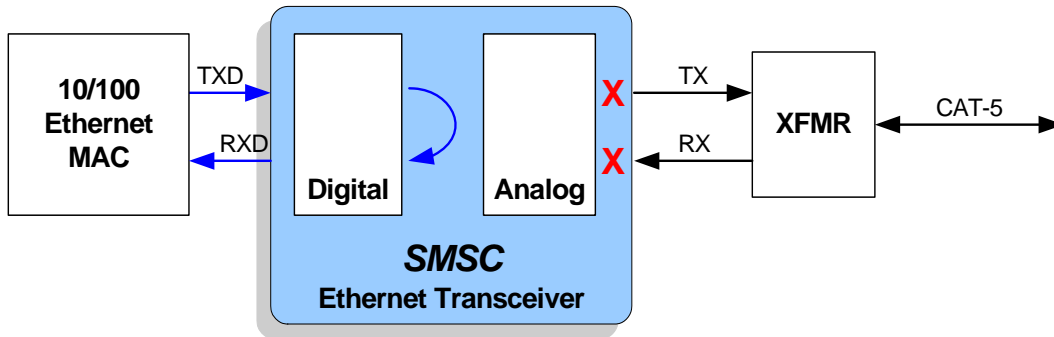 10/100
Ethernet
MAC
TXD
RXD
Digital
Analog
X
X
SMSC
Ethernet Transceiver
TX
RX
XFMR
CAT-5